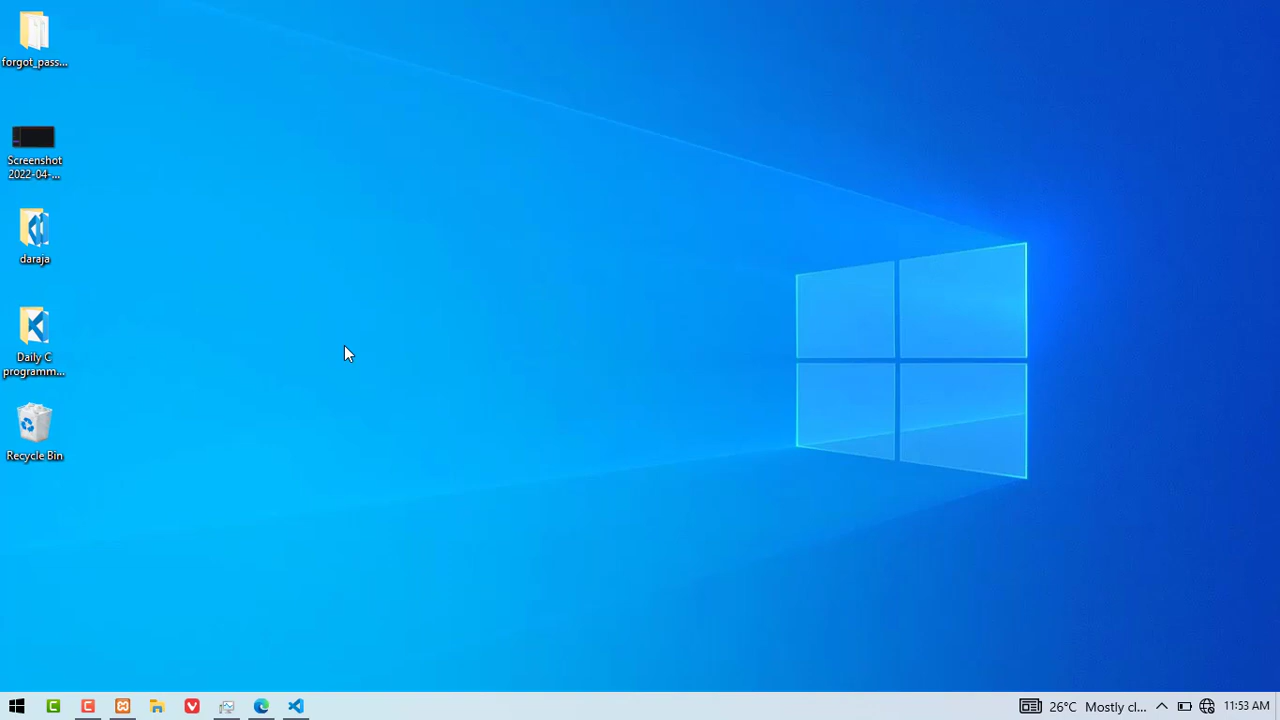 forgot_pass...
Screenshot
2022-04-...
daraja
Daily C
programm...
Recycle Bin
26°C Mostly cl... 11:53 AM